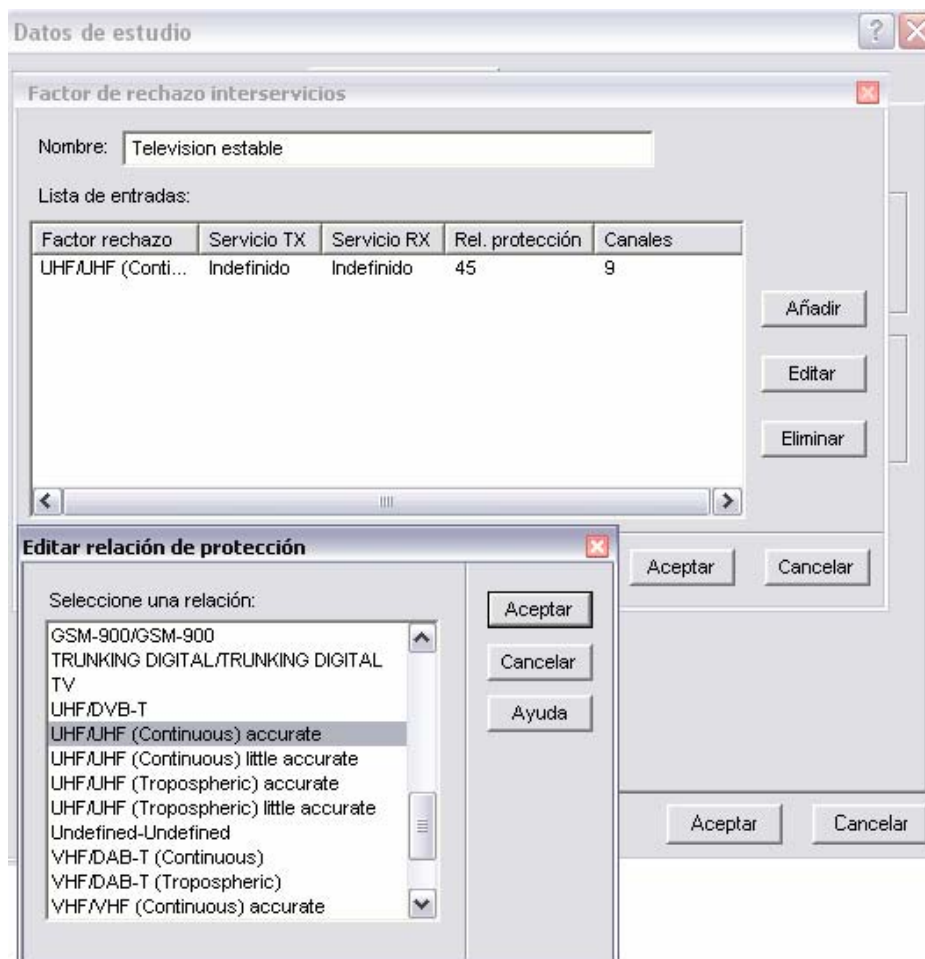 Datos de estudio
Factor de rechazo interservicios
Nombre: Television estable
Lista de entradas:
Factor rechazo Servicio TX Servicio RX Rel. protección Canales
UHF/UHF (Conti... Indefinido Indefinido 45 9
Añadir
Editar
Eliminar
Aceptar Cancelar
Editar relación de protección
Seleccione una relación:
GSM-900/GSM-900
TRUNKING DIGITAL/TRUNKING DIGITAL
TV
UHF/DVB-T
UHF/UHF (Continuous) accurate
UHF/UHF (Continuous) little accurate
UHF/UHF (Tropospheric) accurate
UHF/UHF (Tropospheric) little accurate
Undefined-Undefined
VHF/DAB-T (Continuous)
VHF/DAB-T (Tropospheric)
VHF/VHF (Continuous) accurate
Aceptar
Cancelar
Ayuda
Aceptar Cancelar